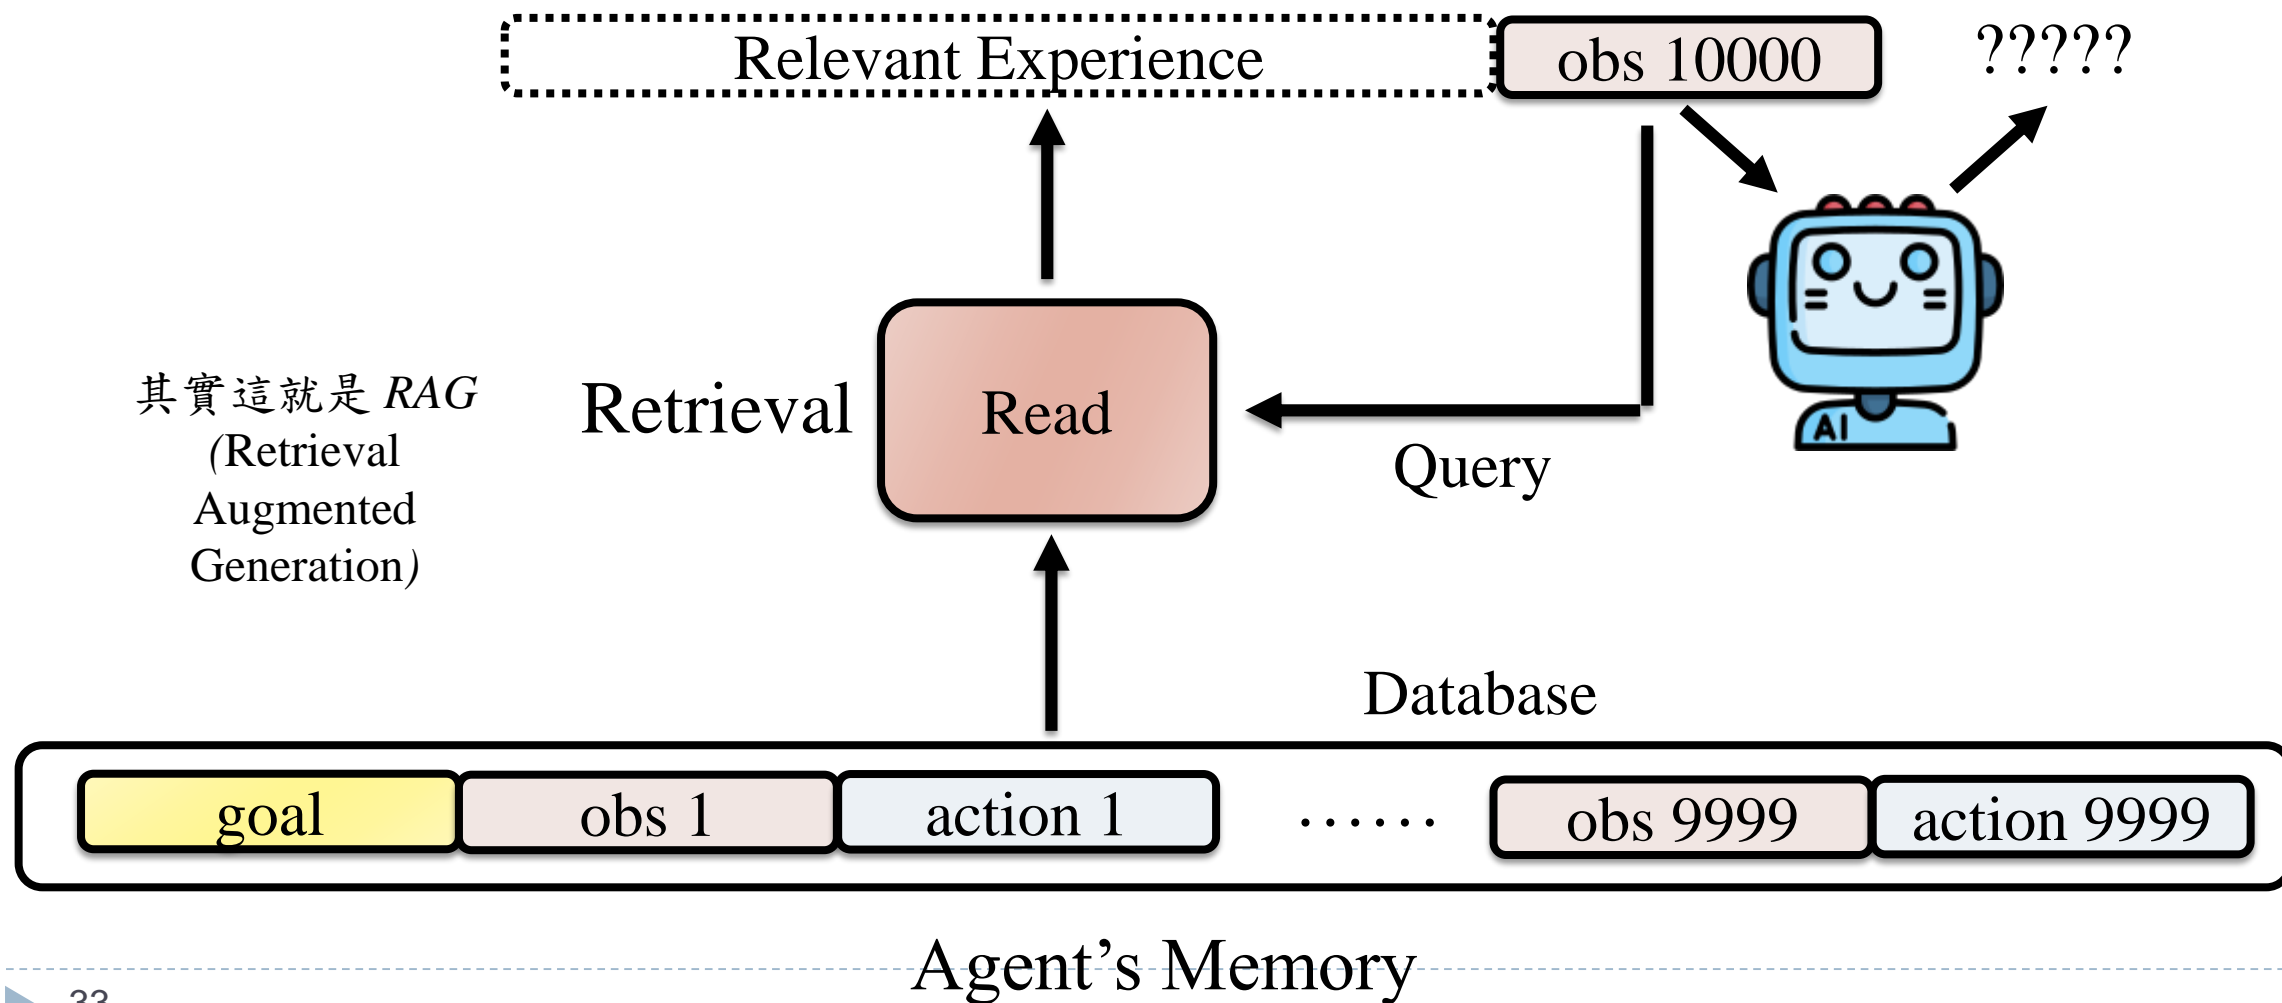 Relevant Experience
obs 10000
?????
AI
其實這就是 RAG
(Retrieval
Augmented
Generation)
Retrieval
Read
Query
Database
goal
obs 1
action 1
······
obs 9999
action 9999
Agent’s Memory
33